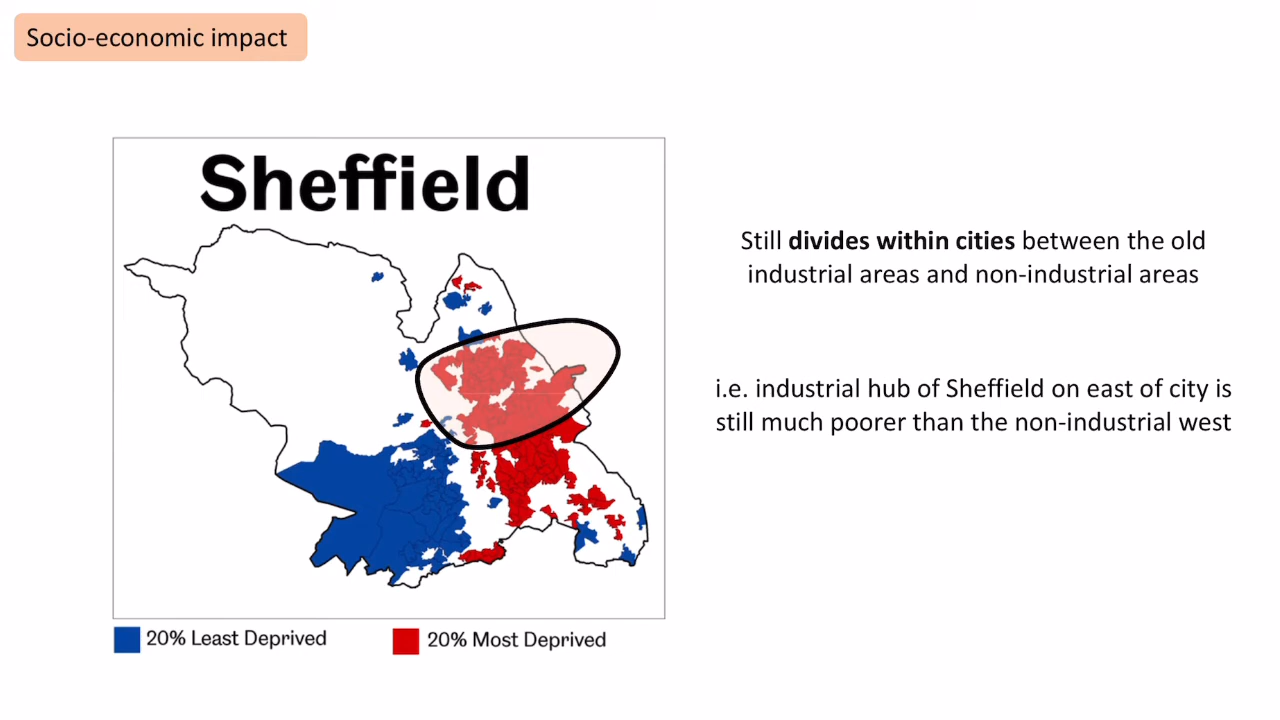 Socio-economic impact
Sheffield
Still divides within cities between the old
industrial areas and non-industrial areas
i.e. industrial hub of Sheffield on east of city is
still much poorer than the non-industrial west
20% Least Deprived
20% Most Deprived